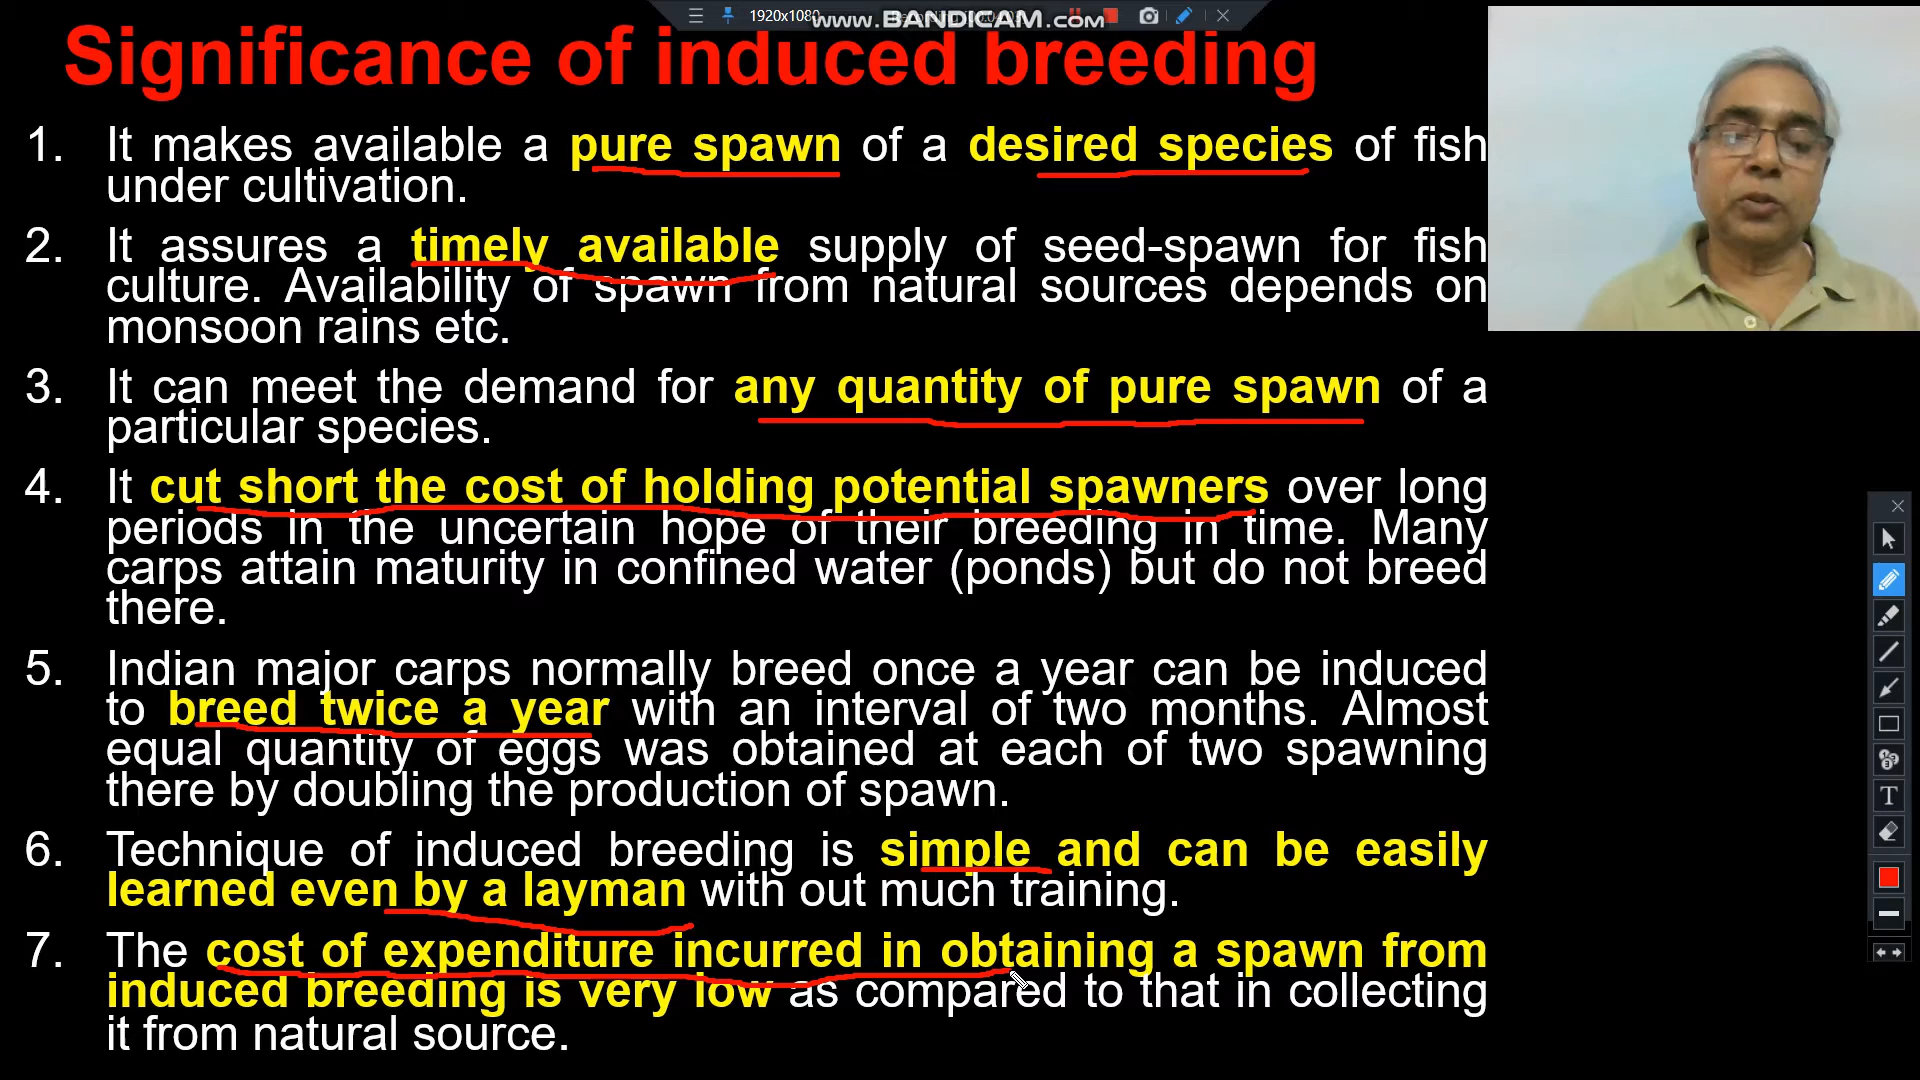 1920x1080
www.BANDICAM.com
Significance of induced breeding
1. It makes available a pure spawn of a desired species of fish
under cultivation.
2. It assures a timely available supply of seed-spawn for fish
culture. Availability of spawn from natural sources depends on
monsoon rains etc.
3. It can meet the demand for any quantity of pure spawn of a
particular species.
4. It cut short the cost of holding potential spawners over long
periods in the uncertain hope of their breeding in time. Many
carps attain maturity in confined water (ponds) but do not breed
there.
5. Indian major carps normally breed once a year can be induced
to breed twice a year with an interval of two months. Almost
equal quantity of eggs was obtained at each of two spawning
there by doubling the production of spawn.
6. Technique of induced breeding is simple and can be easily
learned even by a layman with out much training.
7. The cost of expenditure incurred in obtaining a spawn from
induced breeding is very low as compared to that in collecting
it from natural source.
T